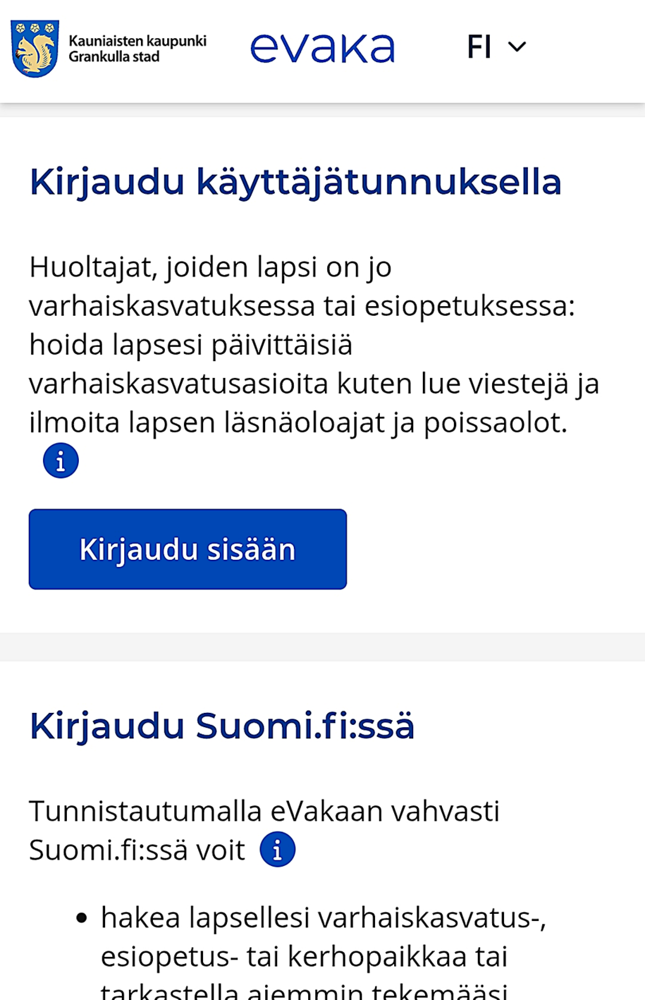 Kauniaisten kaupunki
Grankulla stad
evaka
FI
Kirjaudu käyttäjätunnuksella
Huoltajat, joiden lapsi on jo
varhaiskasvatuksessa tai esiopetuksessa:
hoida lapsesi päivittäisiä
varhaiskasvatusasioita kuten lue viestejä ja
ilmoita lapsen läsnäoloajat ja poissaolot.
Kirjaudu sisään
Kirjaudu Suomi.fi:ssä
Tunnistautumalla eVakaan vahvasti
Suomi.fi:ssä voit
• hakea lapsellesi varhaiskasvatus-,
esiopetus- tai kerhopaikkaa tai
tarkastella aiemmin tekemääsi